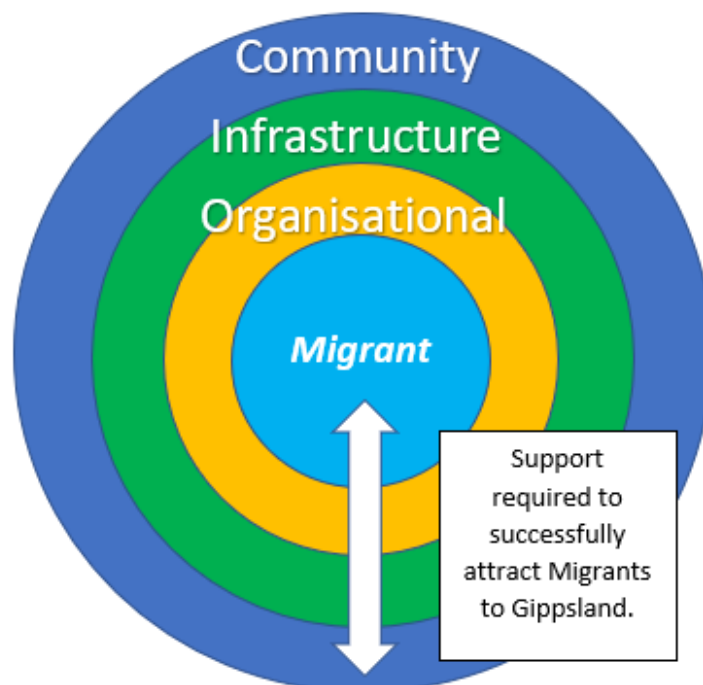 Community
Infrastructure
Organisational
Migrant
Support
required to
successfully
attract Migrants
to Gippsland.